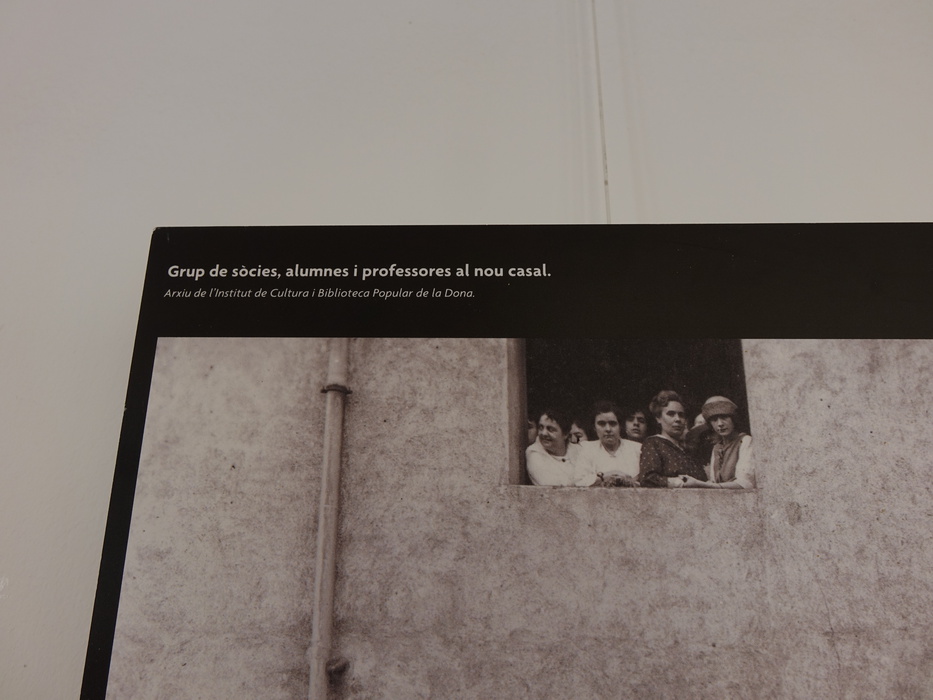 Grup de sòcies, alumnes i professores al nou casal.
Arxiu de l'Institut de Cultura i Biblioteca Popular de la Dona.